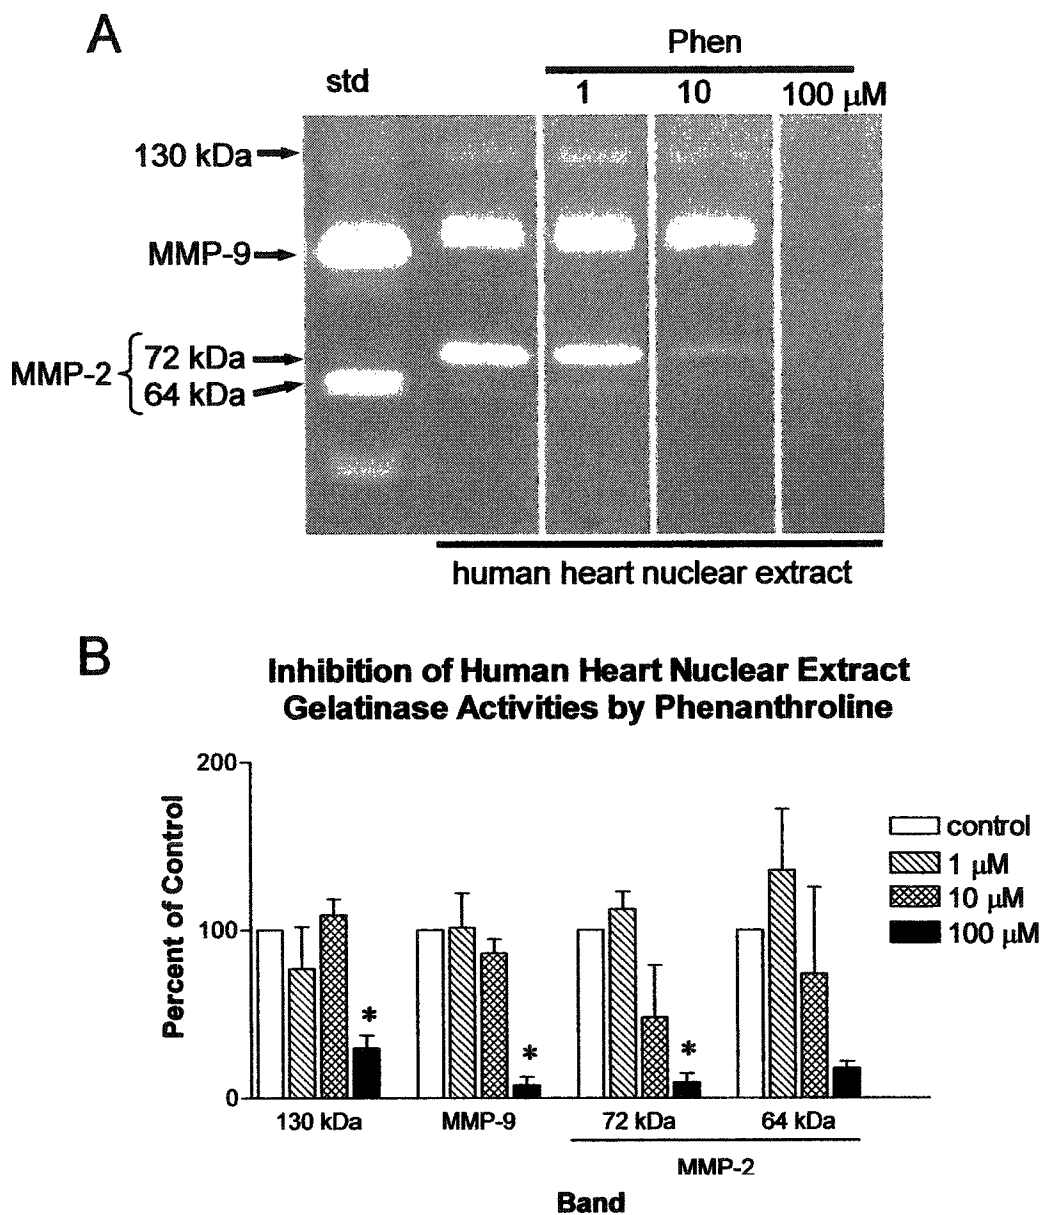 A
Phen
std
1 10 100 μM
130 kDa
MMP-9
MMP-2
72 kDa
64 kDa
human heart nuclear extract
B
Inhibition of Human Heart Nuclear Extract
Gelatinase Activities by Phenanthroline
Percent of Control
200
100
0
* * *
control
1 μM
10 μM
100 μM
130 kDa MMP-9 72 kDa 64 kDa
MMP-2
Band